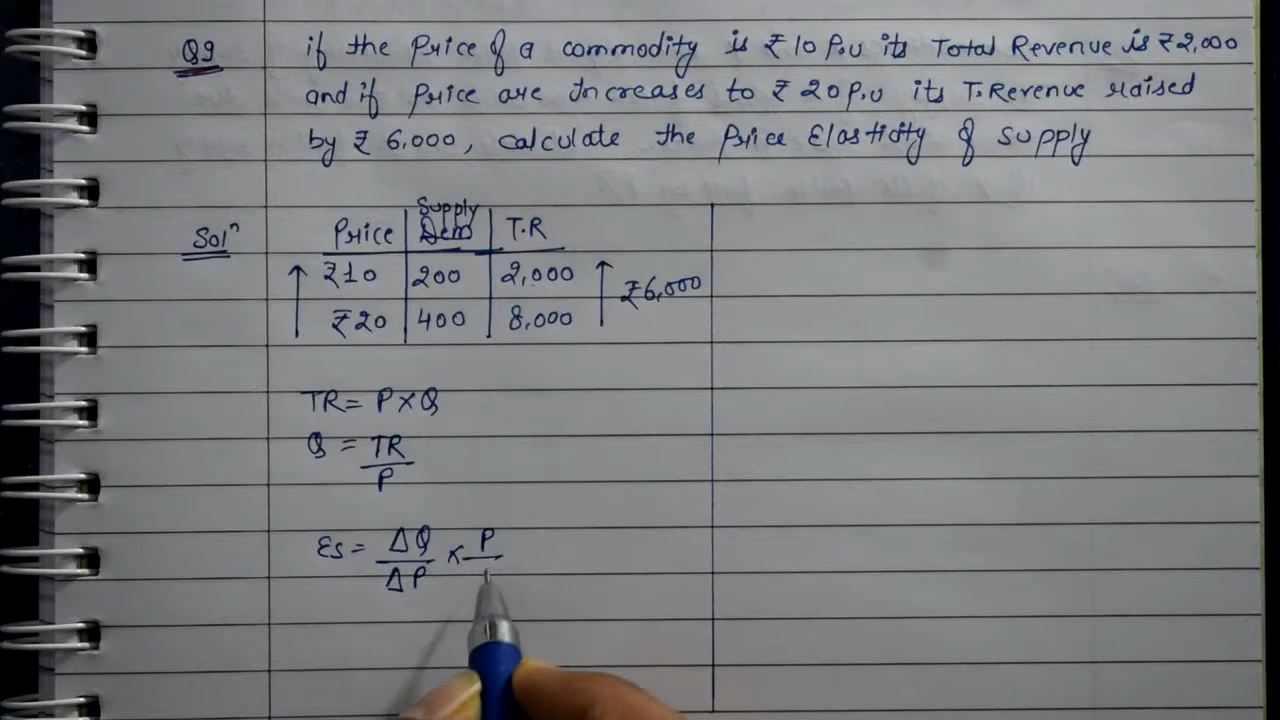 Q9 if the Price of a commodity is ₹10 P.u its Total Revenue is ₹2,000
and if Price are Increases to ₹20 P.u its T.Revenue raised
by ₹ 6,000, calculate the Price Elasticity of supply
Solⁿ Price Supply T.R
₹10 200 2,000 ₹6,000
₹20 400 8,000
TR = P×Q
Q = TR
P
Es = ΔQ × P
ΔP